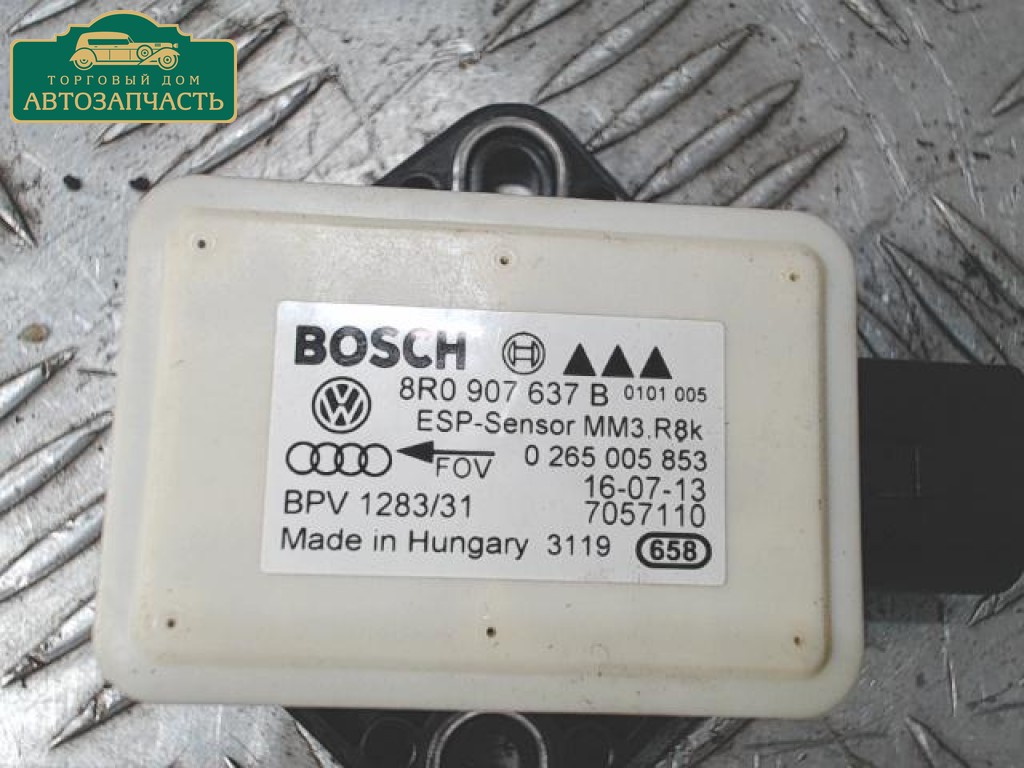 ТОРГОВЫЙ ДОМ
АВТОЗАПЧАСТЬ
BOSCH
8R0 907 637 B 0101 005
ESP-Sensor MM3.R8k
FOV 0 265 005 853
16-07-13
BPV 1283/31 7057110
Made in Hungary 3119 658